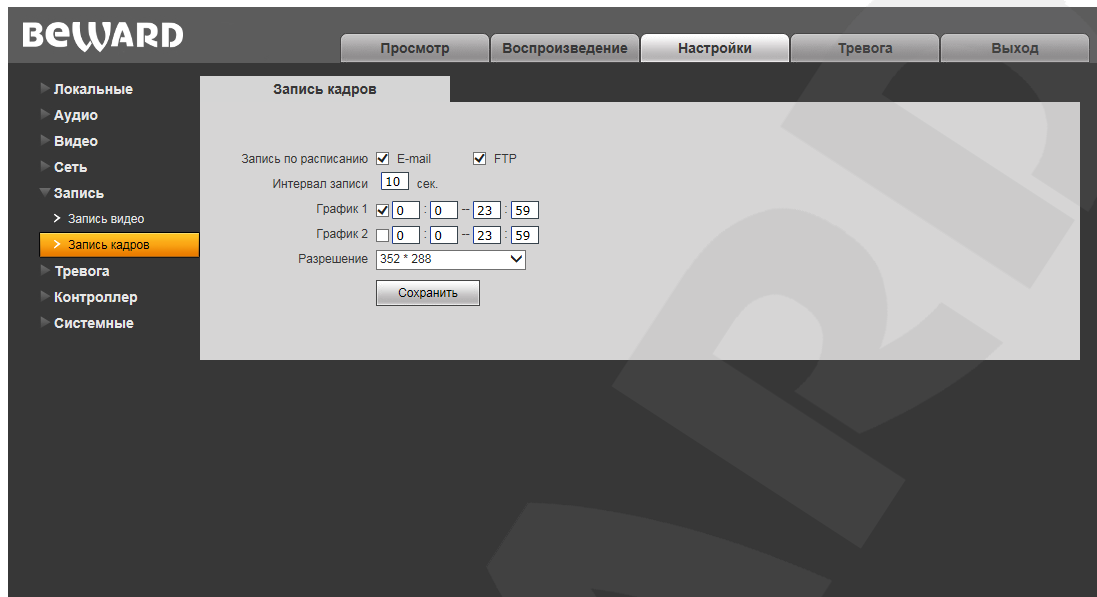 BEWARD
Просмотр Воспроизведение Настройки Тревога Выход
Локальные
Аудио
Видео
Сеть
Запись
Запись видео
Запись кадров
Тревога
Контроллер
Системные
Запись кадров
Запись по расписанию E-mail FTP
Интервал записи 10 сек.
График 1 0 : 0 -- 23 : 59
График 2 0 : 0 -- 23 : 59
Разрешение 352 * 288
Сохранить